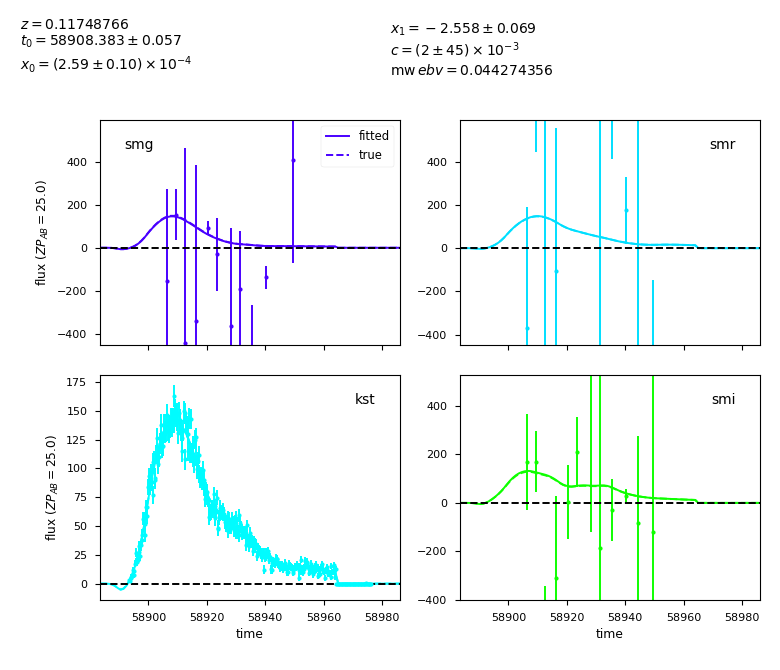 z = 0.11748766
t₀ = 58908.383 ± 0.057
x₀ = (2.59 ± 0.10) × 10⁻⁴
x₁ = −2.558 ± 0.069
c = (2 ± 45) × 10⁻³
mw ebv = 0.044274356
smg
fitted
true
400
200
0
−200
−400
flux (ZP_AB = 25.0)
smr
400
200
0
−200
−400
kst
175
150
125
100
75
50
25
0
flux (ZP_AB = 25.0)
58900 58920 58940 58960 58980
time
smi
400
200
0
−200
−400
58900 58920 58940 58960 58980
time